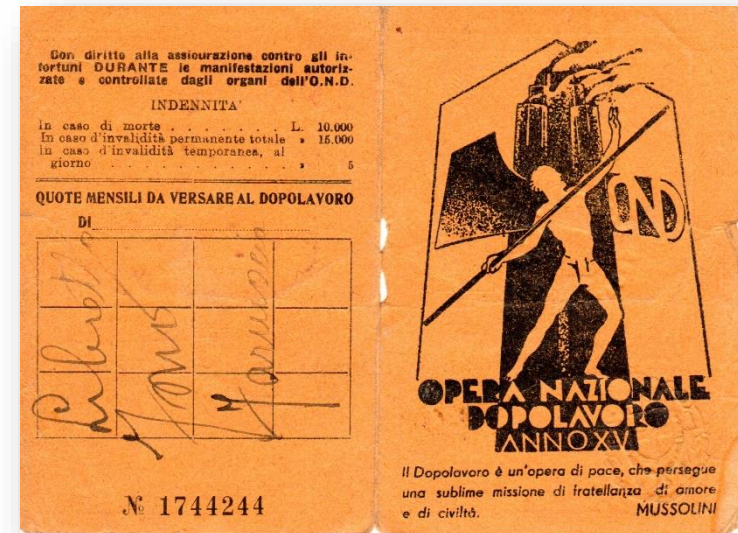 Con diritto alla assicurazione contro gli in-
fortuni DURANTE le manifestazioni autoriz-
zate e controllate dagli organi dell'O.N.D.
INDENNITA'
In caso di morte . . . . . . . L. 10.000
In caso d'invalidità permanente totale » 15.000
In caso d'invalidità temporanea, al
giorno . . . . . . . . . . » 5
QUOTE MENSILI DA VERSARE AL DOPOLAVORO
DI
№ 1744244
OND
OPERA NAZIONALE
DOPOLAVORO
ANNO XV
Il Dopolavoro è un'opera di pace, che persegue
una sublime missione di fratellanza di amore
e di civiltà. MUSSOLINI